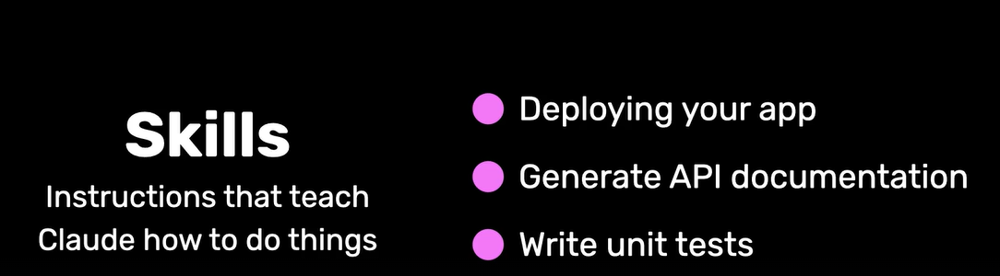 Skills
Instructions that teach
Claude how to do things
Deploying your app
Generate API documentation
Write unit tests